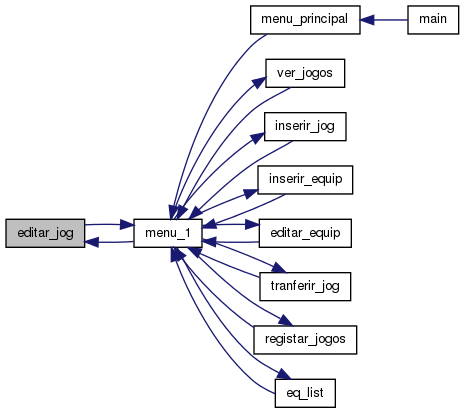 menu_principal
main
ver_jogos
inserir_jog
inserir_equip
editar_jog
menu_1
editar_equip
tranferir_jog
registar_jogos
eq_list